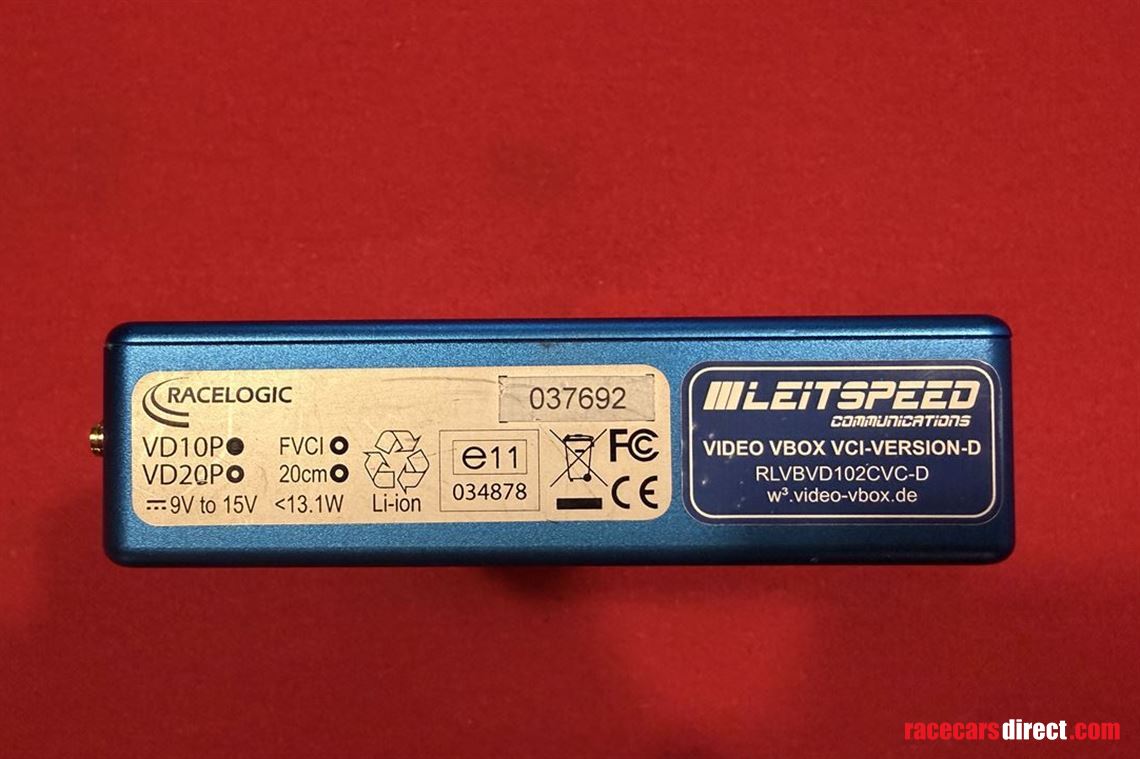 RACELOGIC
037692
VD10P FVCI
VD20P 20cm
9V to 15V <13.1W Li-ion
e11
034878
FC
CE
LEITSPEED
COMMUNICATIONS
VIDEO VBOX VCI-VERSION-D
RLVBVD102CVC-D
w³.video-vbox.de
racecarsdirect.com